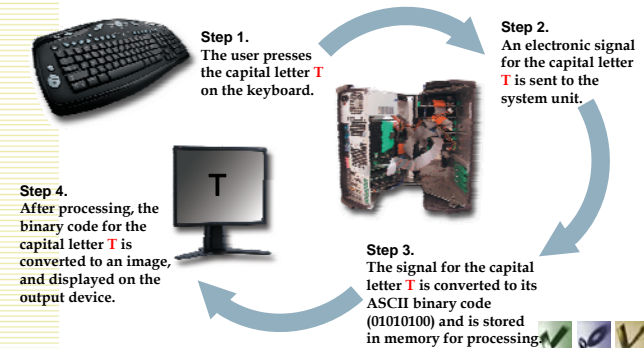 Step 1.
The user presses
the capital letter T
on the keyboard.
Step 2.
An electronic signal
for the capital letter
T is sent to the
system unit.
Step 3.
The signal for the capital
letter T is converted to its
ASCII binary code
(01010100) and is stored
in memory for processing.
Step 4.
After processing, the
binary code for the
capital letter T is
converted to an image,
and displayed on the
output device.
T